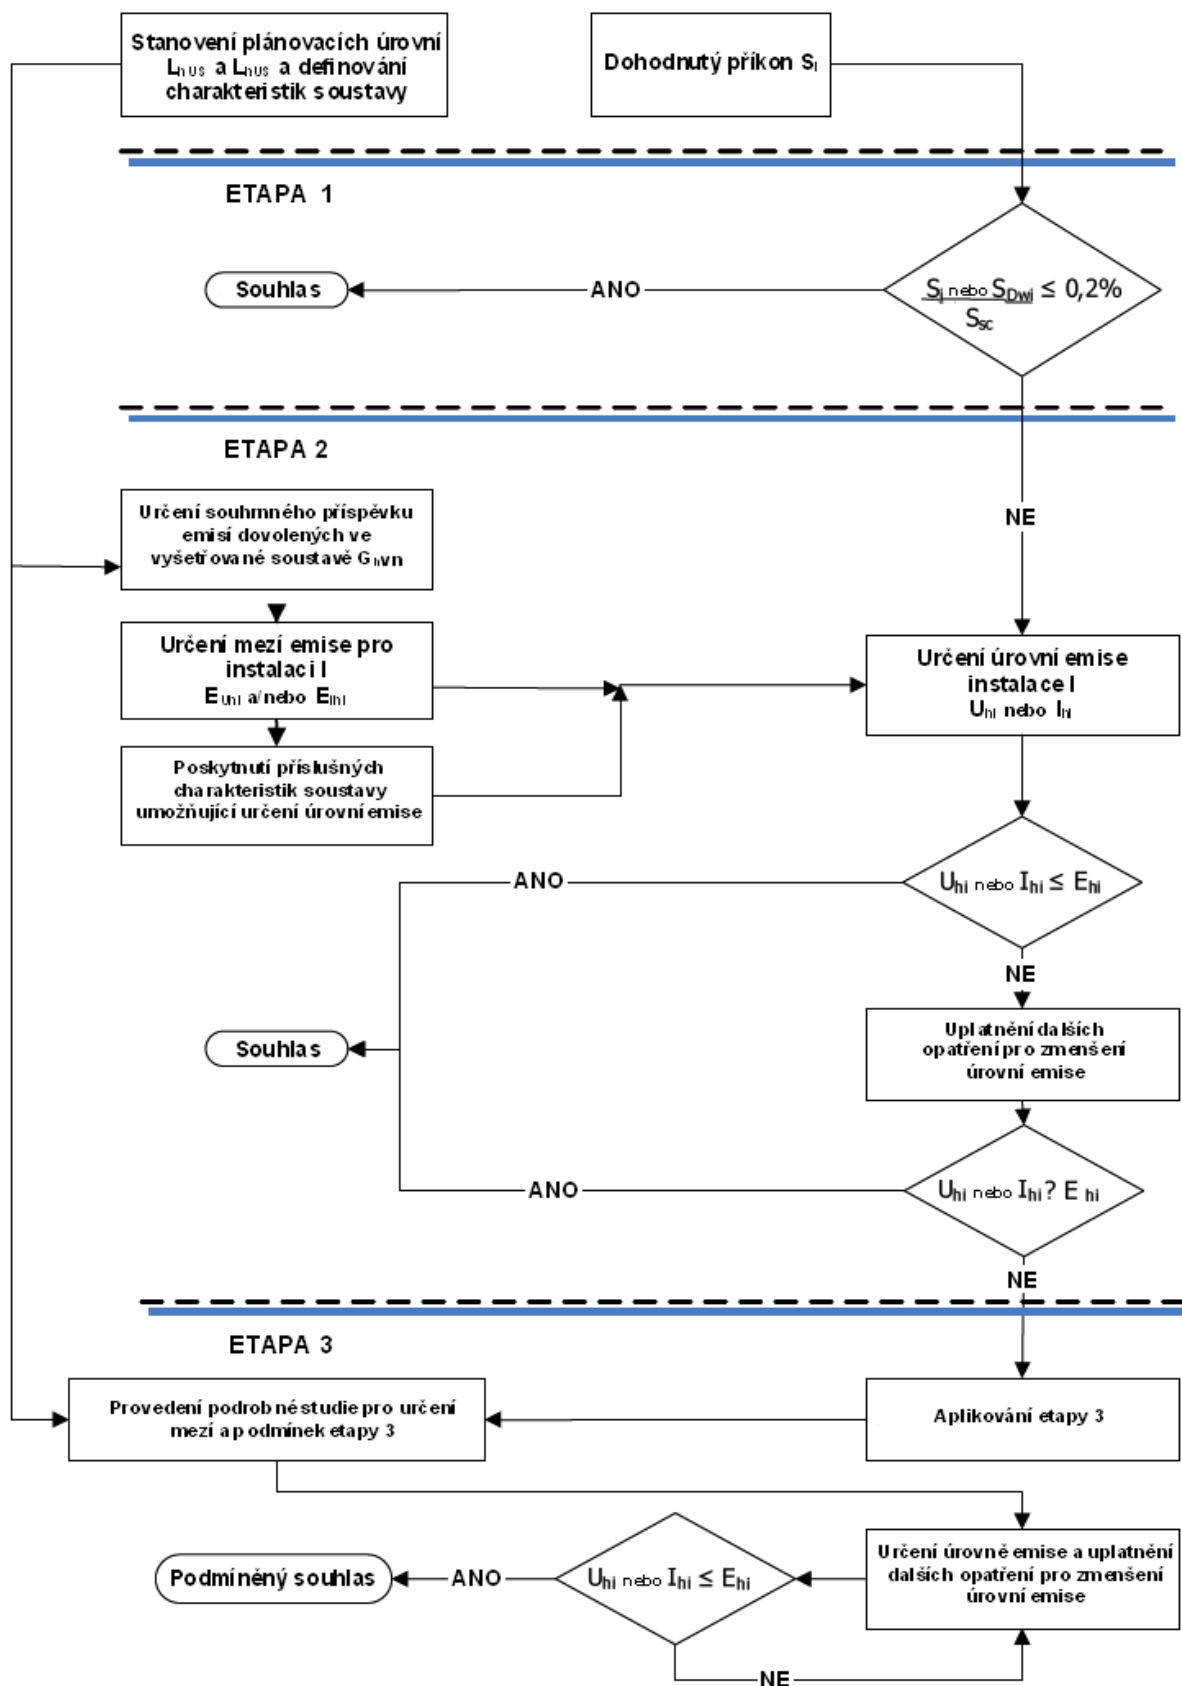 Stanovení plánovacích úrovní
LhUS a LhUS a definování
charakteristik soustavy
Dohodnutý příkon Si
ETAPA 1
Souhlas
ANO
Si nebo SDwi ≤ 0,2%
Ssc
ETAPA 2
NE
Určení souhrnného příspěvku
emisí dovolených ve
vyšetřované soustavě Ghvn
Určení mezí emise pro
instalaci I
EUhi a/nebo EIhi
Určení úrovní emise
instalace I
Uhi nebo Ihi
Poskytnutí příslušných
charakteristik soustavy
umožňující určení úrovní emise
ANO
Uhi nebo Ihi ≤ Ehi
NE
Souhlas
Uplatnění dalších
opatření pro zmenšení
úrovní emise
ANO
Uhi nebo Ihi? E hi
NE
ETAPA 3
Provedení podrobné studie pro určení
mezí a podmínek etapy 3
Aplikování etapy 3
Podmíněný souhlas
ANO
Uhi nebo Ihi ≤ Ehi
Určení úrovně emise a uplatnění
dalších opatření pro zmenšení
úrovní emise
NE